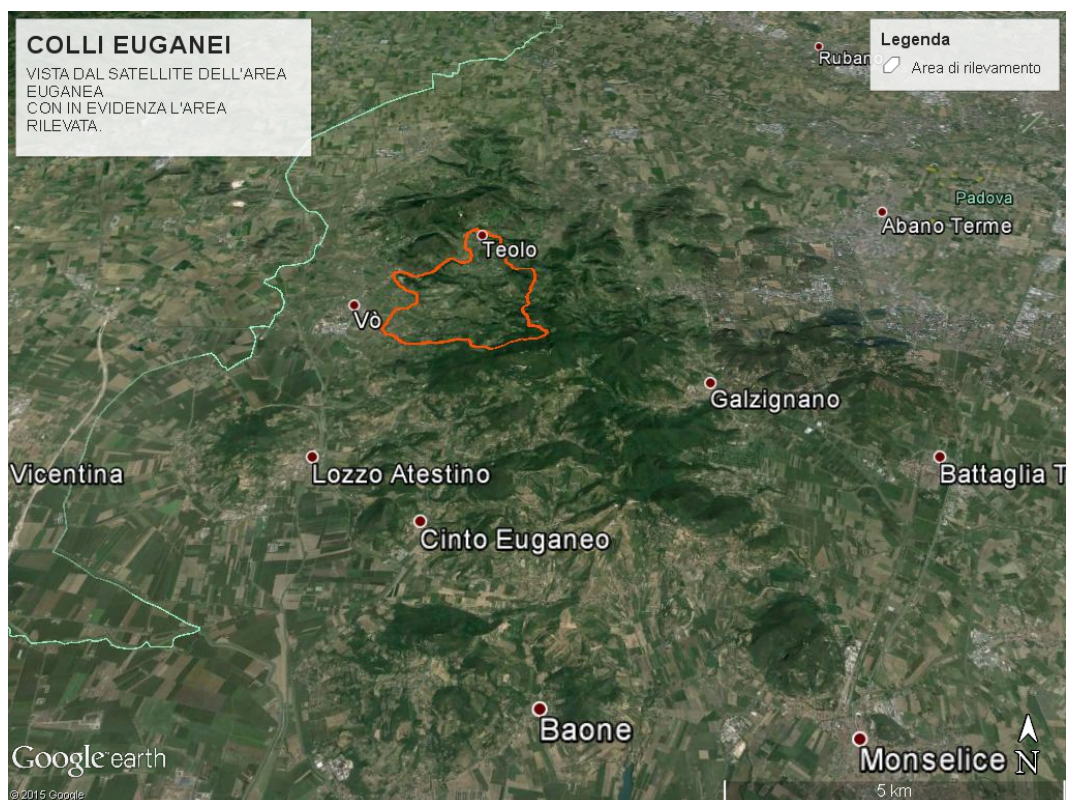 COLLI EUGANEI
VISTA DAL SATELLITE DELL'AREA
EUGANEA
CON IN EVIDENZA L'AREA
RILEVATA.
Legenda
Area di rilevamento
Rubano
Padova
Abano Terme
Teolo
Vò
Galzignano
Vicentina
Lozzo Atestino
Battaglia T
Cinto Euganeo
Baone
Monselice
N
Google earth
© 2015 Google
5 km